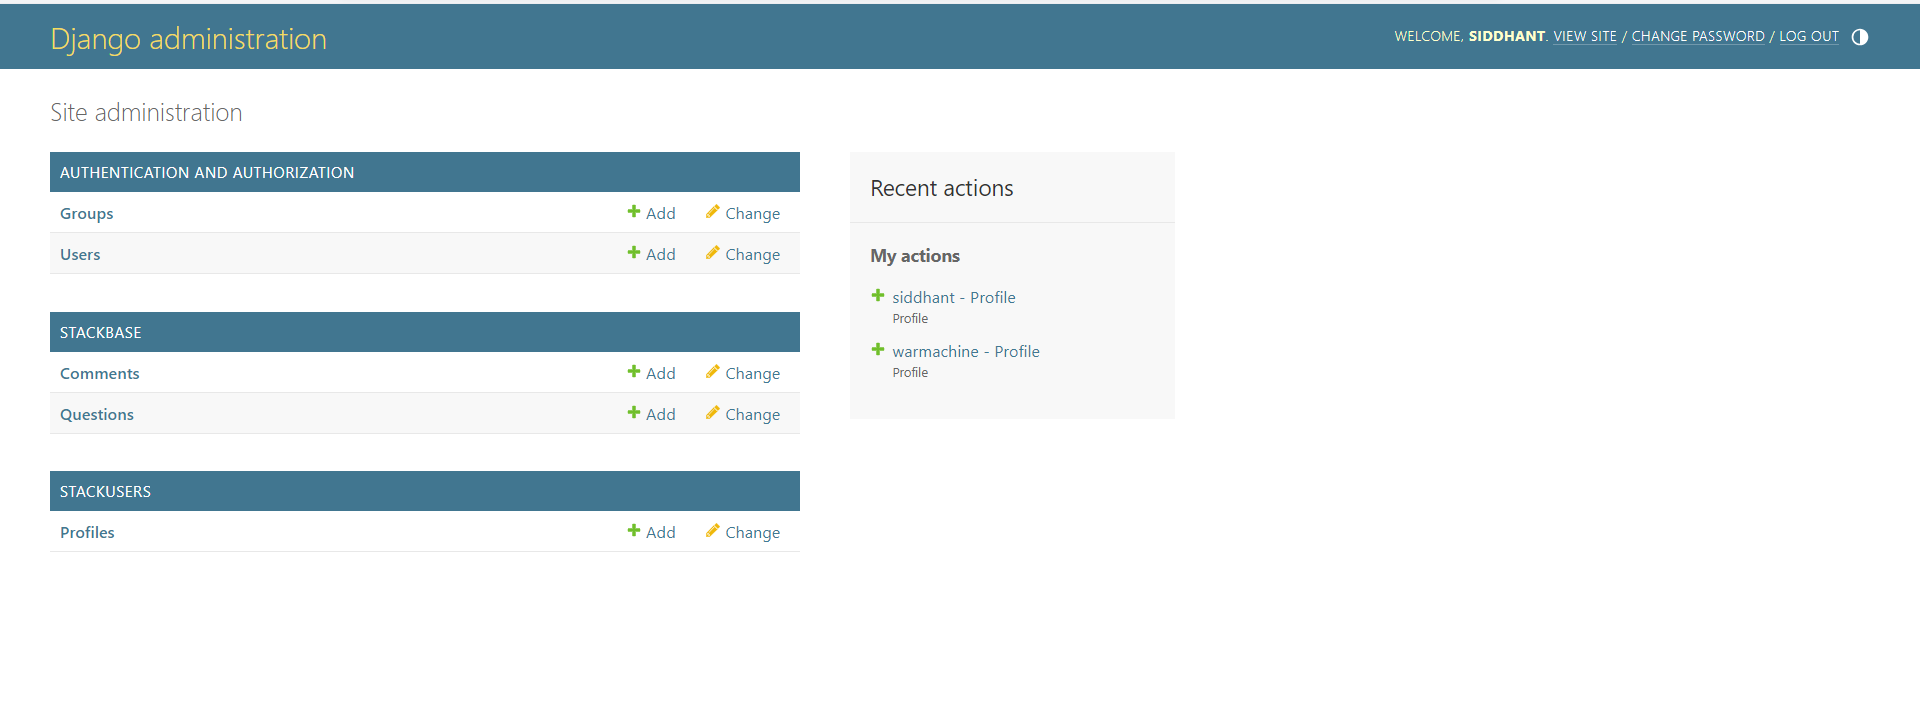 Django administration
WELCOME, SIDDHANT. VIEW SITE / CHANGE PASSWORD / LOG OUT
Site administration
AUTHENTICATION AND AUTHORIZATION
Groups Add Change
Users Add Change
STACKBASE
Comments Add Change
Questions Add Change
STACKUSERS
Profiles Add Change
Recent actions
My actions
siddhant - Profile
Profile
warmachine - Profile
Profile